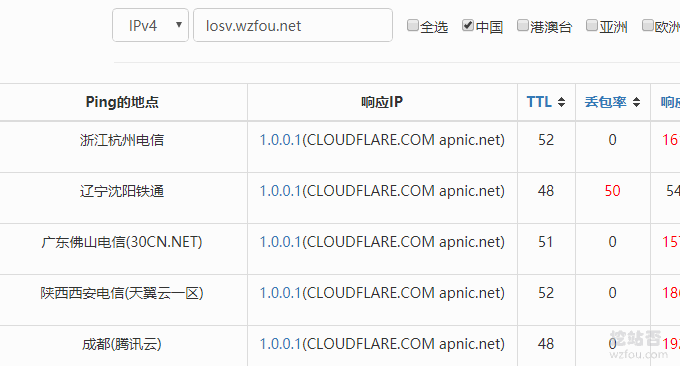 IPv4 losv.wzfou.net 全选 中国 港澳台 亚洲 欧洲
Ping的地点 响应IP TTL 丢包率 响应
浙江杭州电信 1.0.0.1(CLOUDFLARE.COM apnic.net) 52 0
辽宁沈阳铁通 1.0.0.1(CLOUDFLARE.COM apnic.net) 48 50
广东佛山电信(30CN.NET) 1.0.0.1(CLOUDFLARE.COM apnic.net) 51 0
陕西西安电信(天翼云一区) 1.0.0.1(CLOUDFLARE.COM apnic.net) 52 0
成都(腾讯云) 1.0.0.1(CLOUDFLARE.COM apnic.net) 48 0
挖站否
wzfou.com